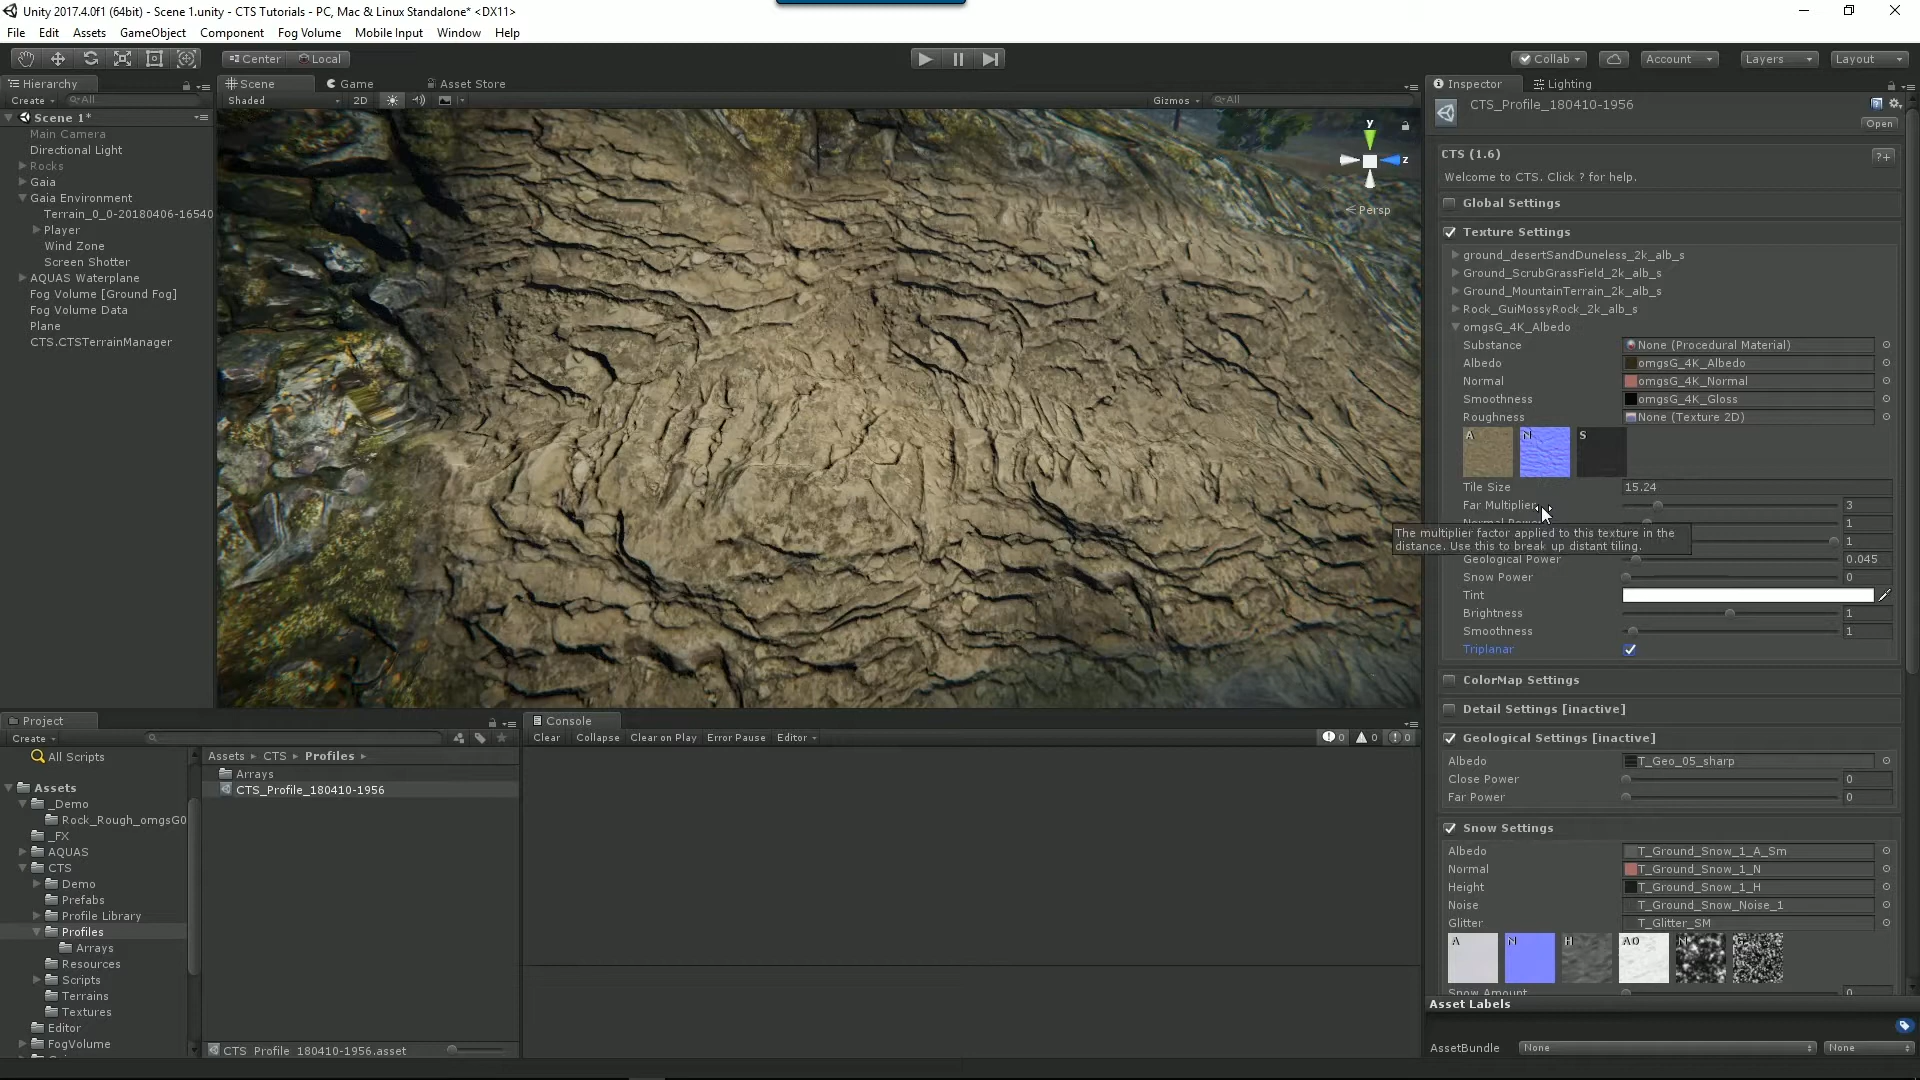 Unity 2017.4.0f1 (64bit) - Scene 1.unity - CTS Tutorials - PC, Mac & Linux Standalone* <DX11>
File Edit Assets GameObject Component Fog Volume Mobile Input Window Help
Center Local Collab Account Layers Layout
Hierarchy
Create All
Scene 1*
Main Camera
Directional Light
Rocks
Gaia
Gaia Environment
Terrain_0_0-20180406-16540
Player
Wind Zone
Screen Shotter
AQUAS Waterplane
Fog Volume [Ground Fog]
Fog Volume Data
Plane
CTS.CTSTerrainManager
Scene Game Asset Store
Shaded 2D Gizmos All
y
z
Persp
Inspector Lighting
CTS_Profile_180410-1956
Open
CTS (1.6) ?+
Welcome to CTS. Click ? for help.
Global Settings
Texture Settings
ground_desertSandDuneless_2k_alb_s
Ground_ScrubGrassField_2k_alb_s
Ground_MountainTerrain_2k_alb_s
Rock_GuiMossyRock_2k_alb_s
omgsG_4K_Albedo
Substance None (Procedural Material)
Albedo omgsG_4K_Albedo
Normal omgsG_4K_Normal
Smoothness omgsG_4K_Gloss
Roughness None (Texture 2D)
A N S
Tile Size 15.24
Far Multiplier 3
Normal Power 1
The multiplier factor applied to this texture in the
distance. Use this to break up distant tiling.
1
Geological Power 0.045
Snow Power 0
Tint
Brightness 1
Smoothness 1
Triplanar
ColorMap Settings
Detail Settings [inactive]
Geological Settings [inactive]
Albedo T_Geo_05_sharp
Close Power 0
Far Power 0
Snow Settings
Albedo T_Ground_Snow_1_A_Sm
Normal T_Ground_Snow_1_N
Height T_Ground_Snow_1_H
Noise T_Ground_Snow_Noise_1
Glitter T_Glitter_SM
A N H AO N
Snow Amount 0
Asset Labels
AssetBundle None None
Project
Create
All Scripts
Assets
_Demo
Rock_Rough_omgsG0
_FX
AQUAS
CTS
Demo
Prefabs
Profile Library
Profiles
Arrays
Resources
Scripts
Terrains
Textures
Editor
FogVolume
Assets CTS Profiles
Arrays
CTS_Profile_180410-1956
CTS_Profile_180410-1956.asset
Console
Clear Collapse Clear on Play Error Pause Editor 0 0 0